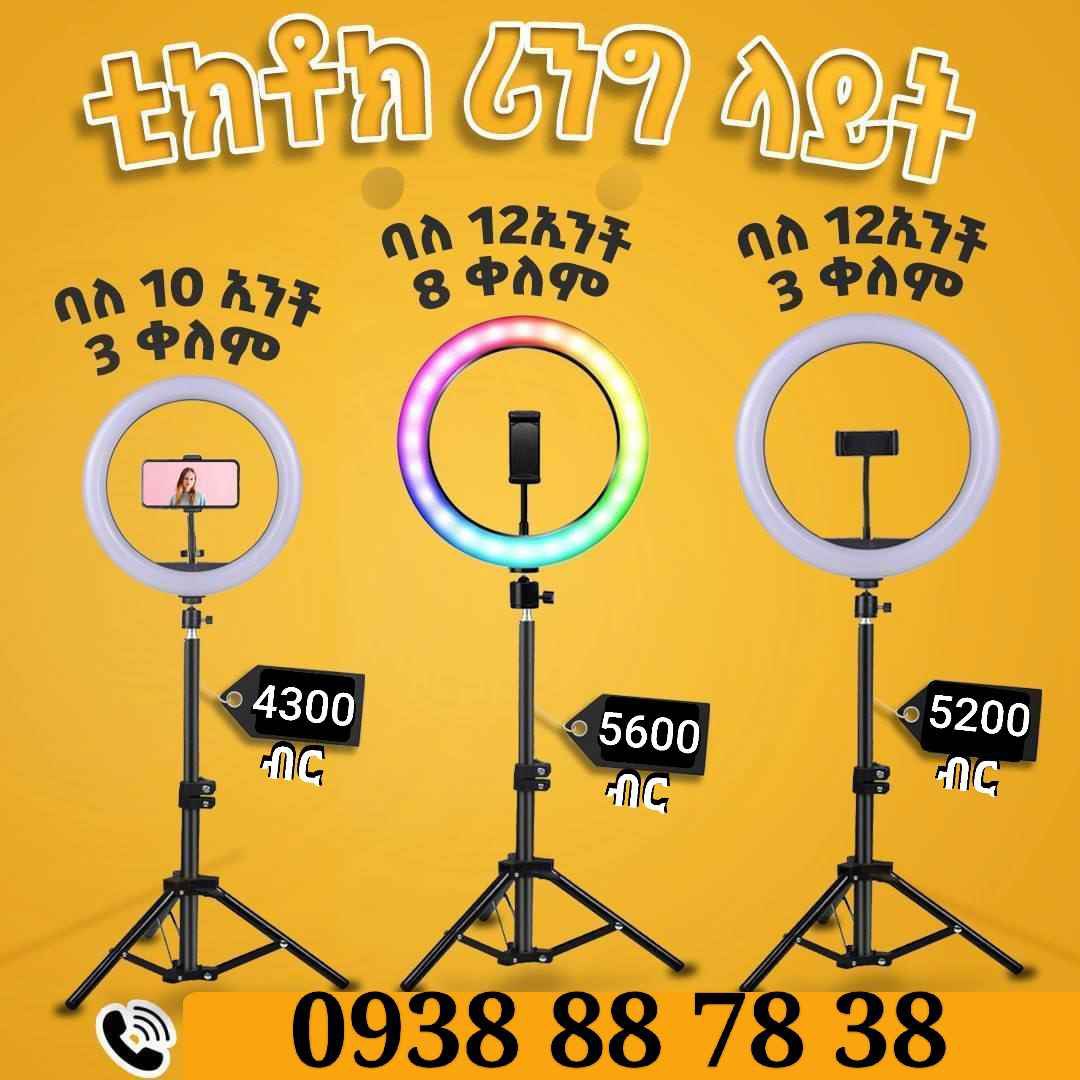 ቲክቶክ ሪንግ ላይት
ባለ 10 ኢንች
3 ቀለም
ባለ 12ኢንች
8 ቀለም
ባለ 12ኢንች
3 ቀለም
4300
ብር
5600
ብር
5200
ብር
0938 88 78 38